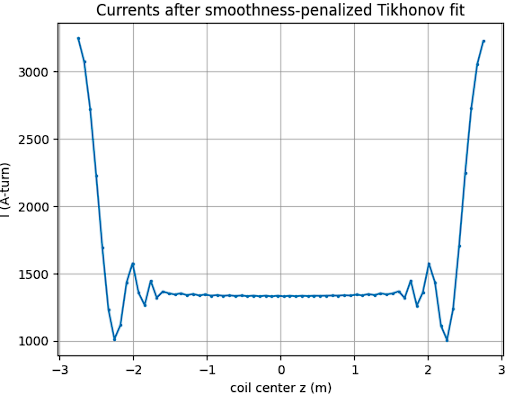 Currents after smoothness-penalized Tikhonov fit
3000
2500
2000
1500
1000
I (A-turn)
−3 −2 −1 0 1 2 3
coil center z (m)